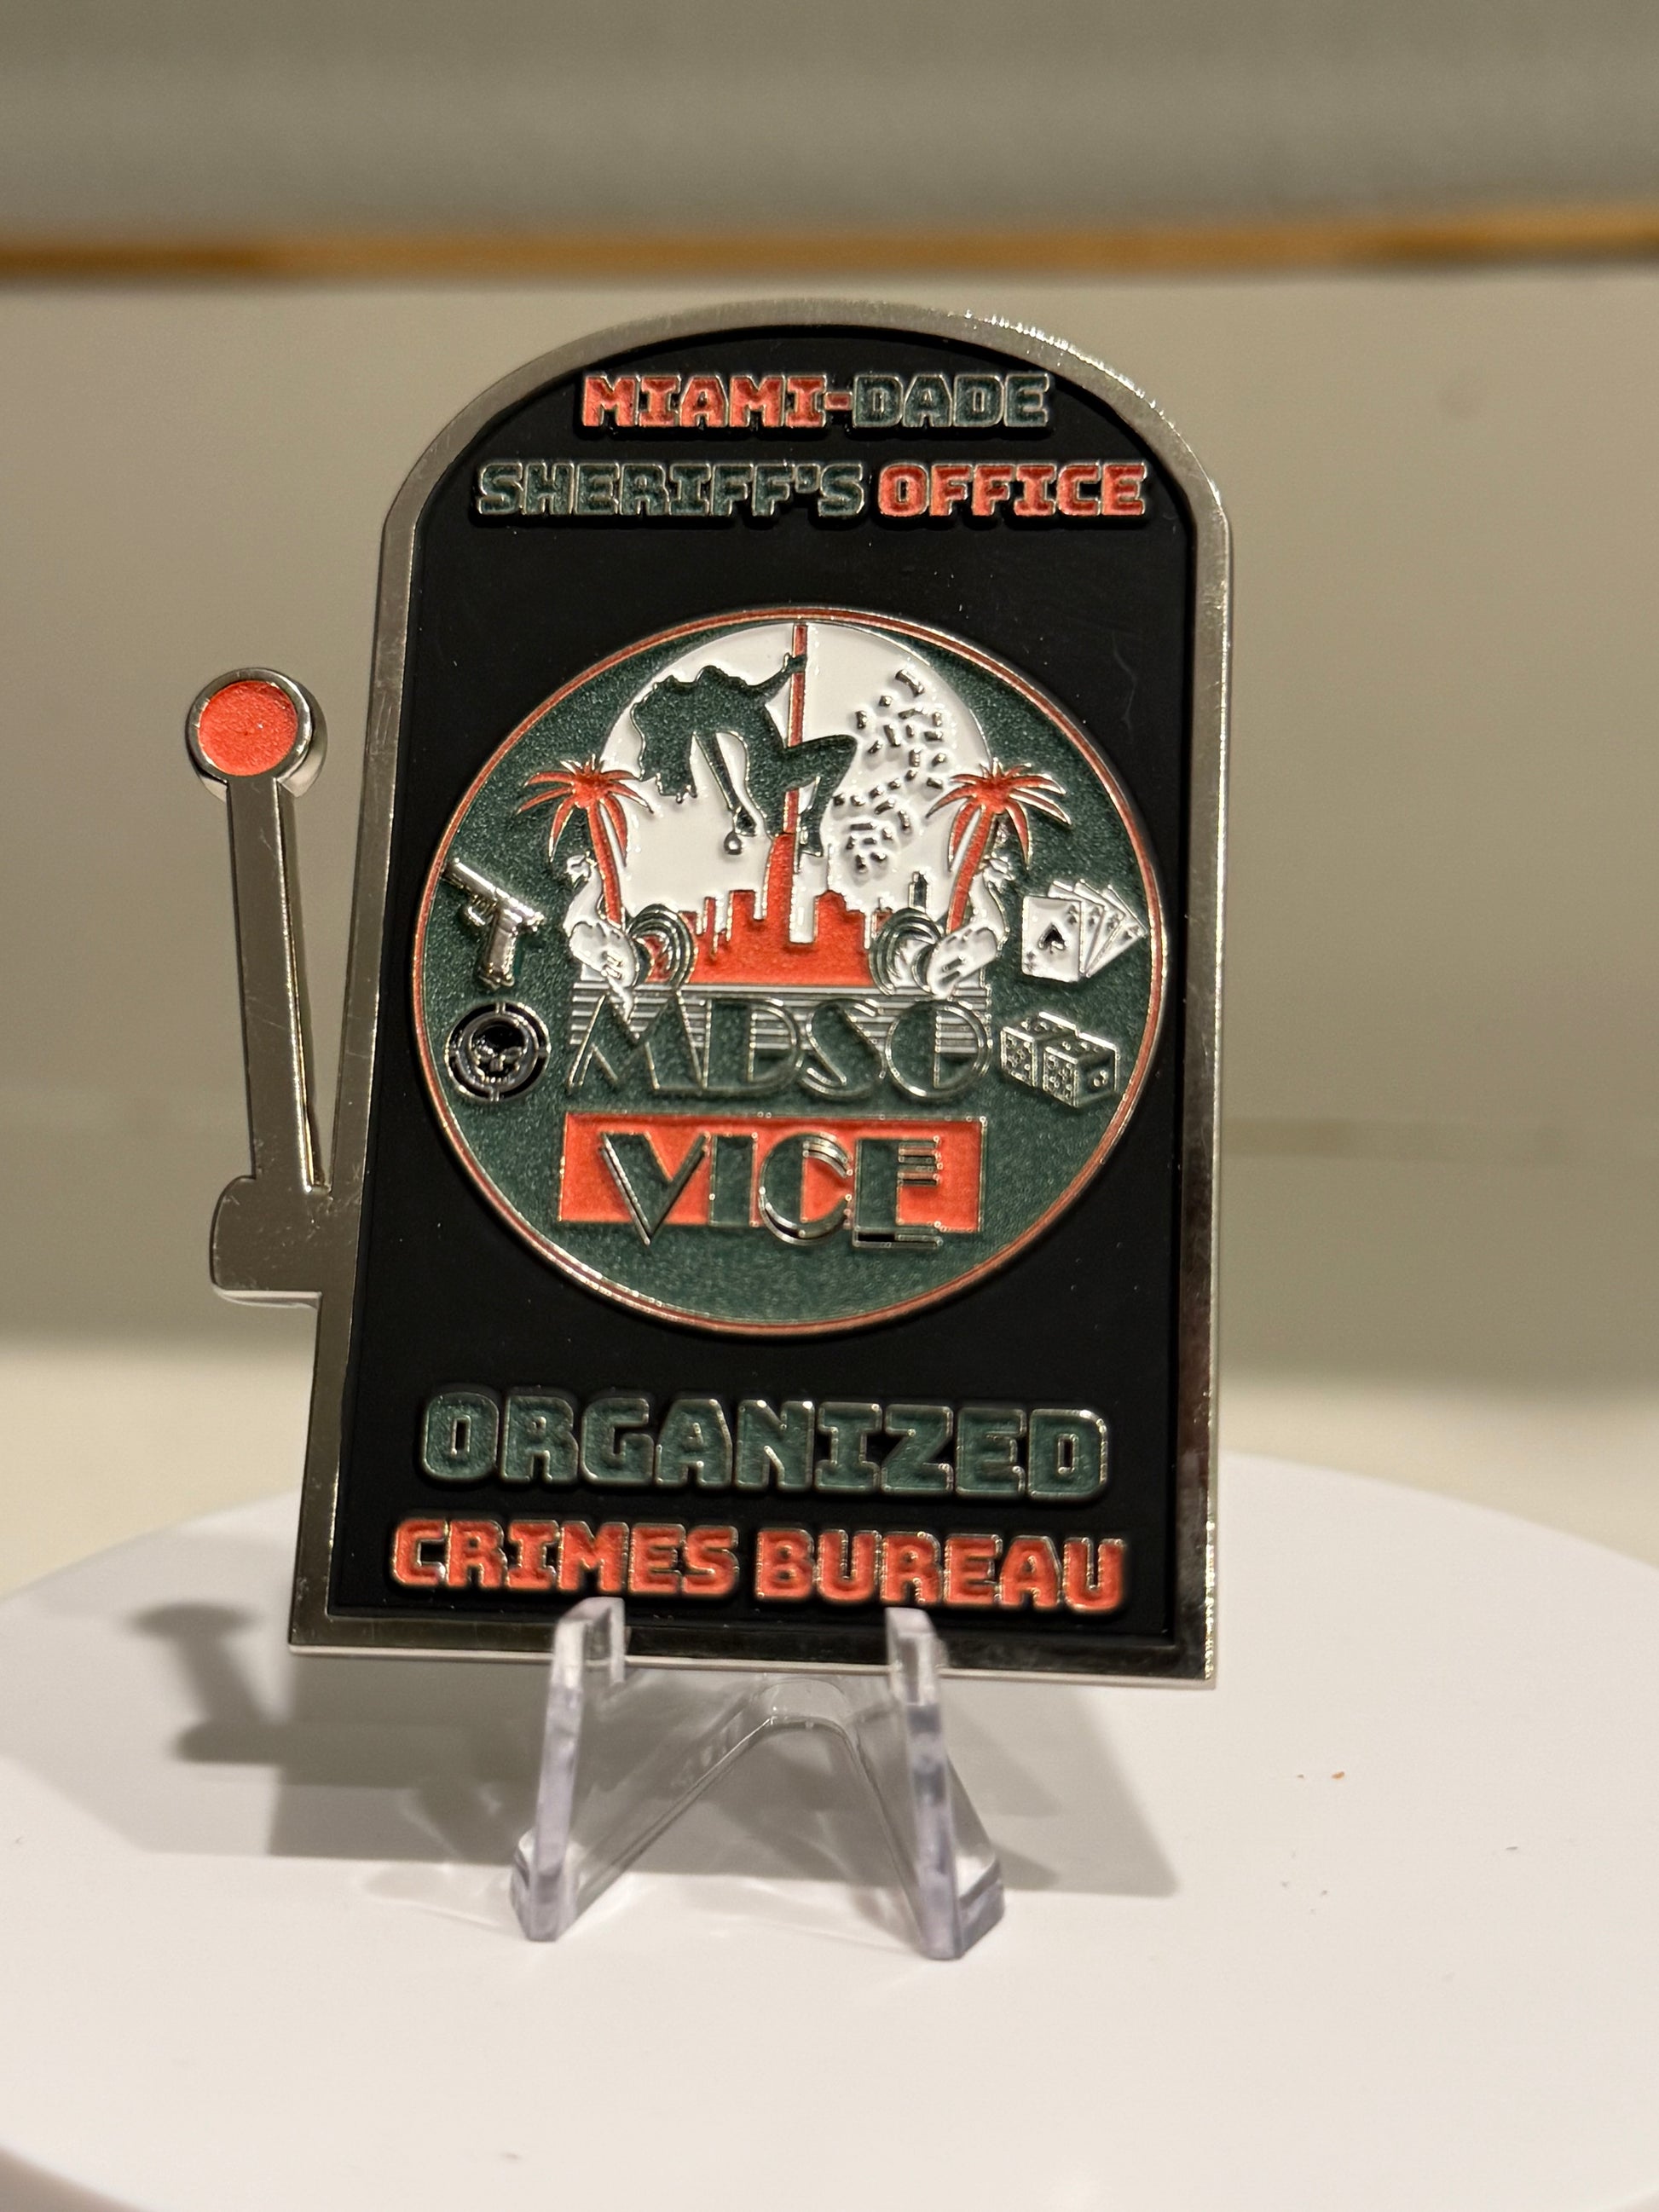 MIAMI-DADE
SHERIFF'S OFFICE
MDSO
VICE
ORGANIZED
CRIMES BUREAU